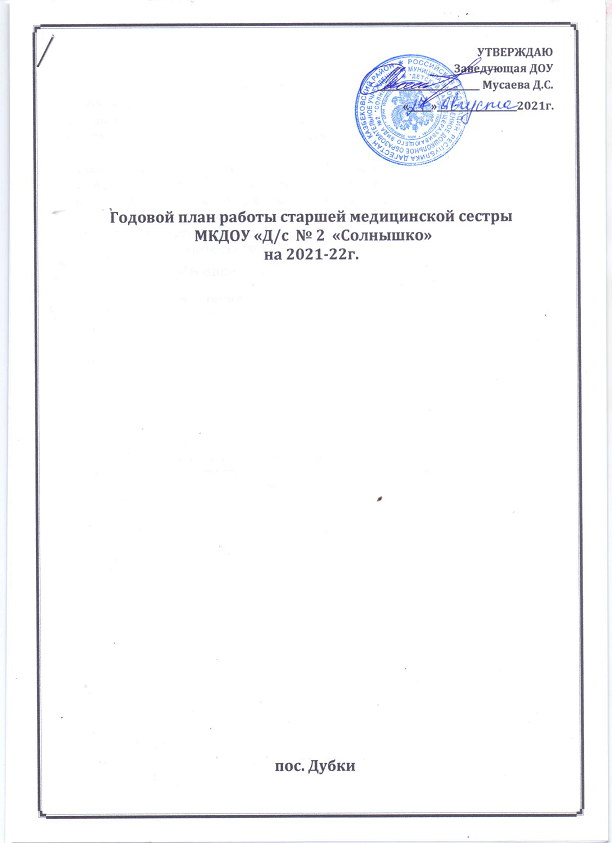 УТВЕРЖДАЮ
Заведующая ДОУ
Мусаева Д.С.
« » августа 2021г.
Годовой план работы старшей медицинской сестры
МКДОУ «Д/с № 2 «Солнышко»
на 2021-22г.
пос. Дубки